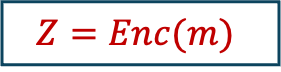 Z = Enc(m)